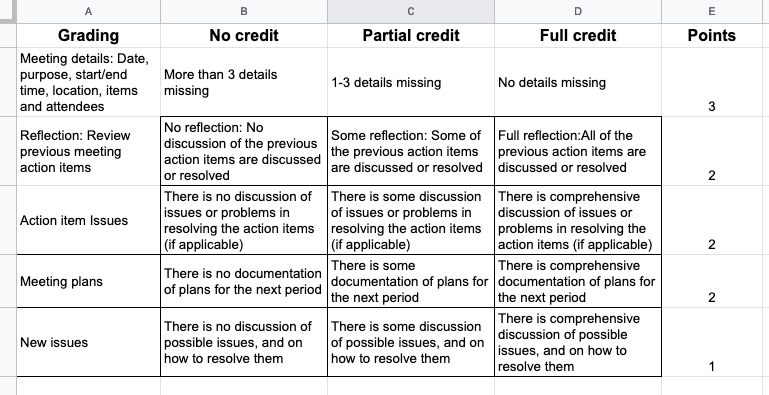 A B C D E
Grading No credit Partial credit Full credit Points
Meeting details: Date,
purpose, start/end
time, location, items
and attendees
More than 3 details
missing
1-3 details missing
No details missing
3
Reflection: Review
previous meeting
action items
No reflection: No
discussion of the previous
action items are discussed
or resolved
Some reflection: Some of
the previous action items
are discussed or resolved
Full reflection:All of the
previous action items are
discussed or resolved
2
Action item Issues
There is no discussion of
issues or problems in
resolving the action items
(if applicable)
There is some discussion
of issues or problems in
resolving the action items
(if applicable)
There is comprehensive
discussion of issues or
problems in resolving the
action items (if applicable)
2
Meeting plans
There is no documentation
of plans for the next period
There is some
documentation of plans for
the next period
There is comprehensive
documentation of plans for
the next period
2
New issues
There is no discussion of
possible issues, and on
how to resolve them
There is some discussion
of possible issues, and on
how to resolve them
There is comprehensive
discussion of possible
issues, and on how to
resolve them
1